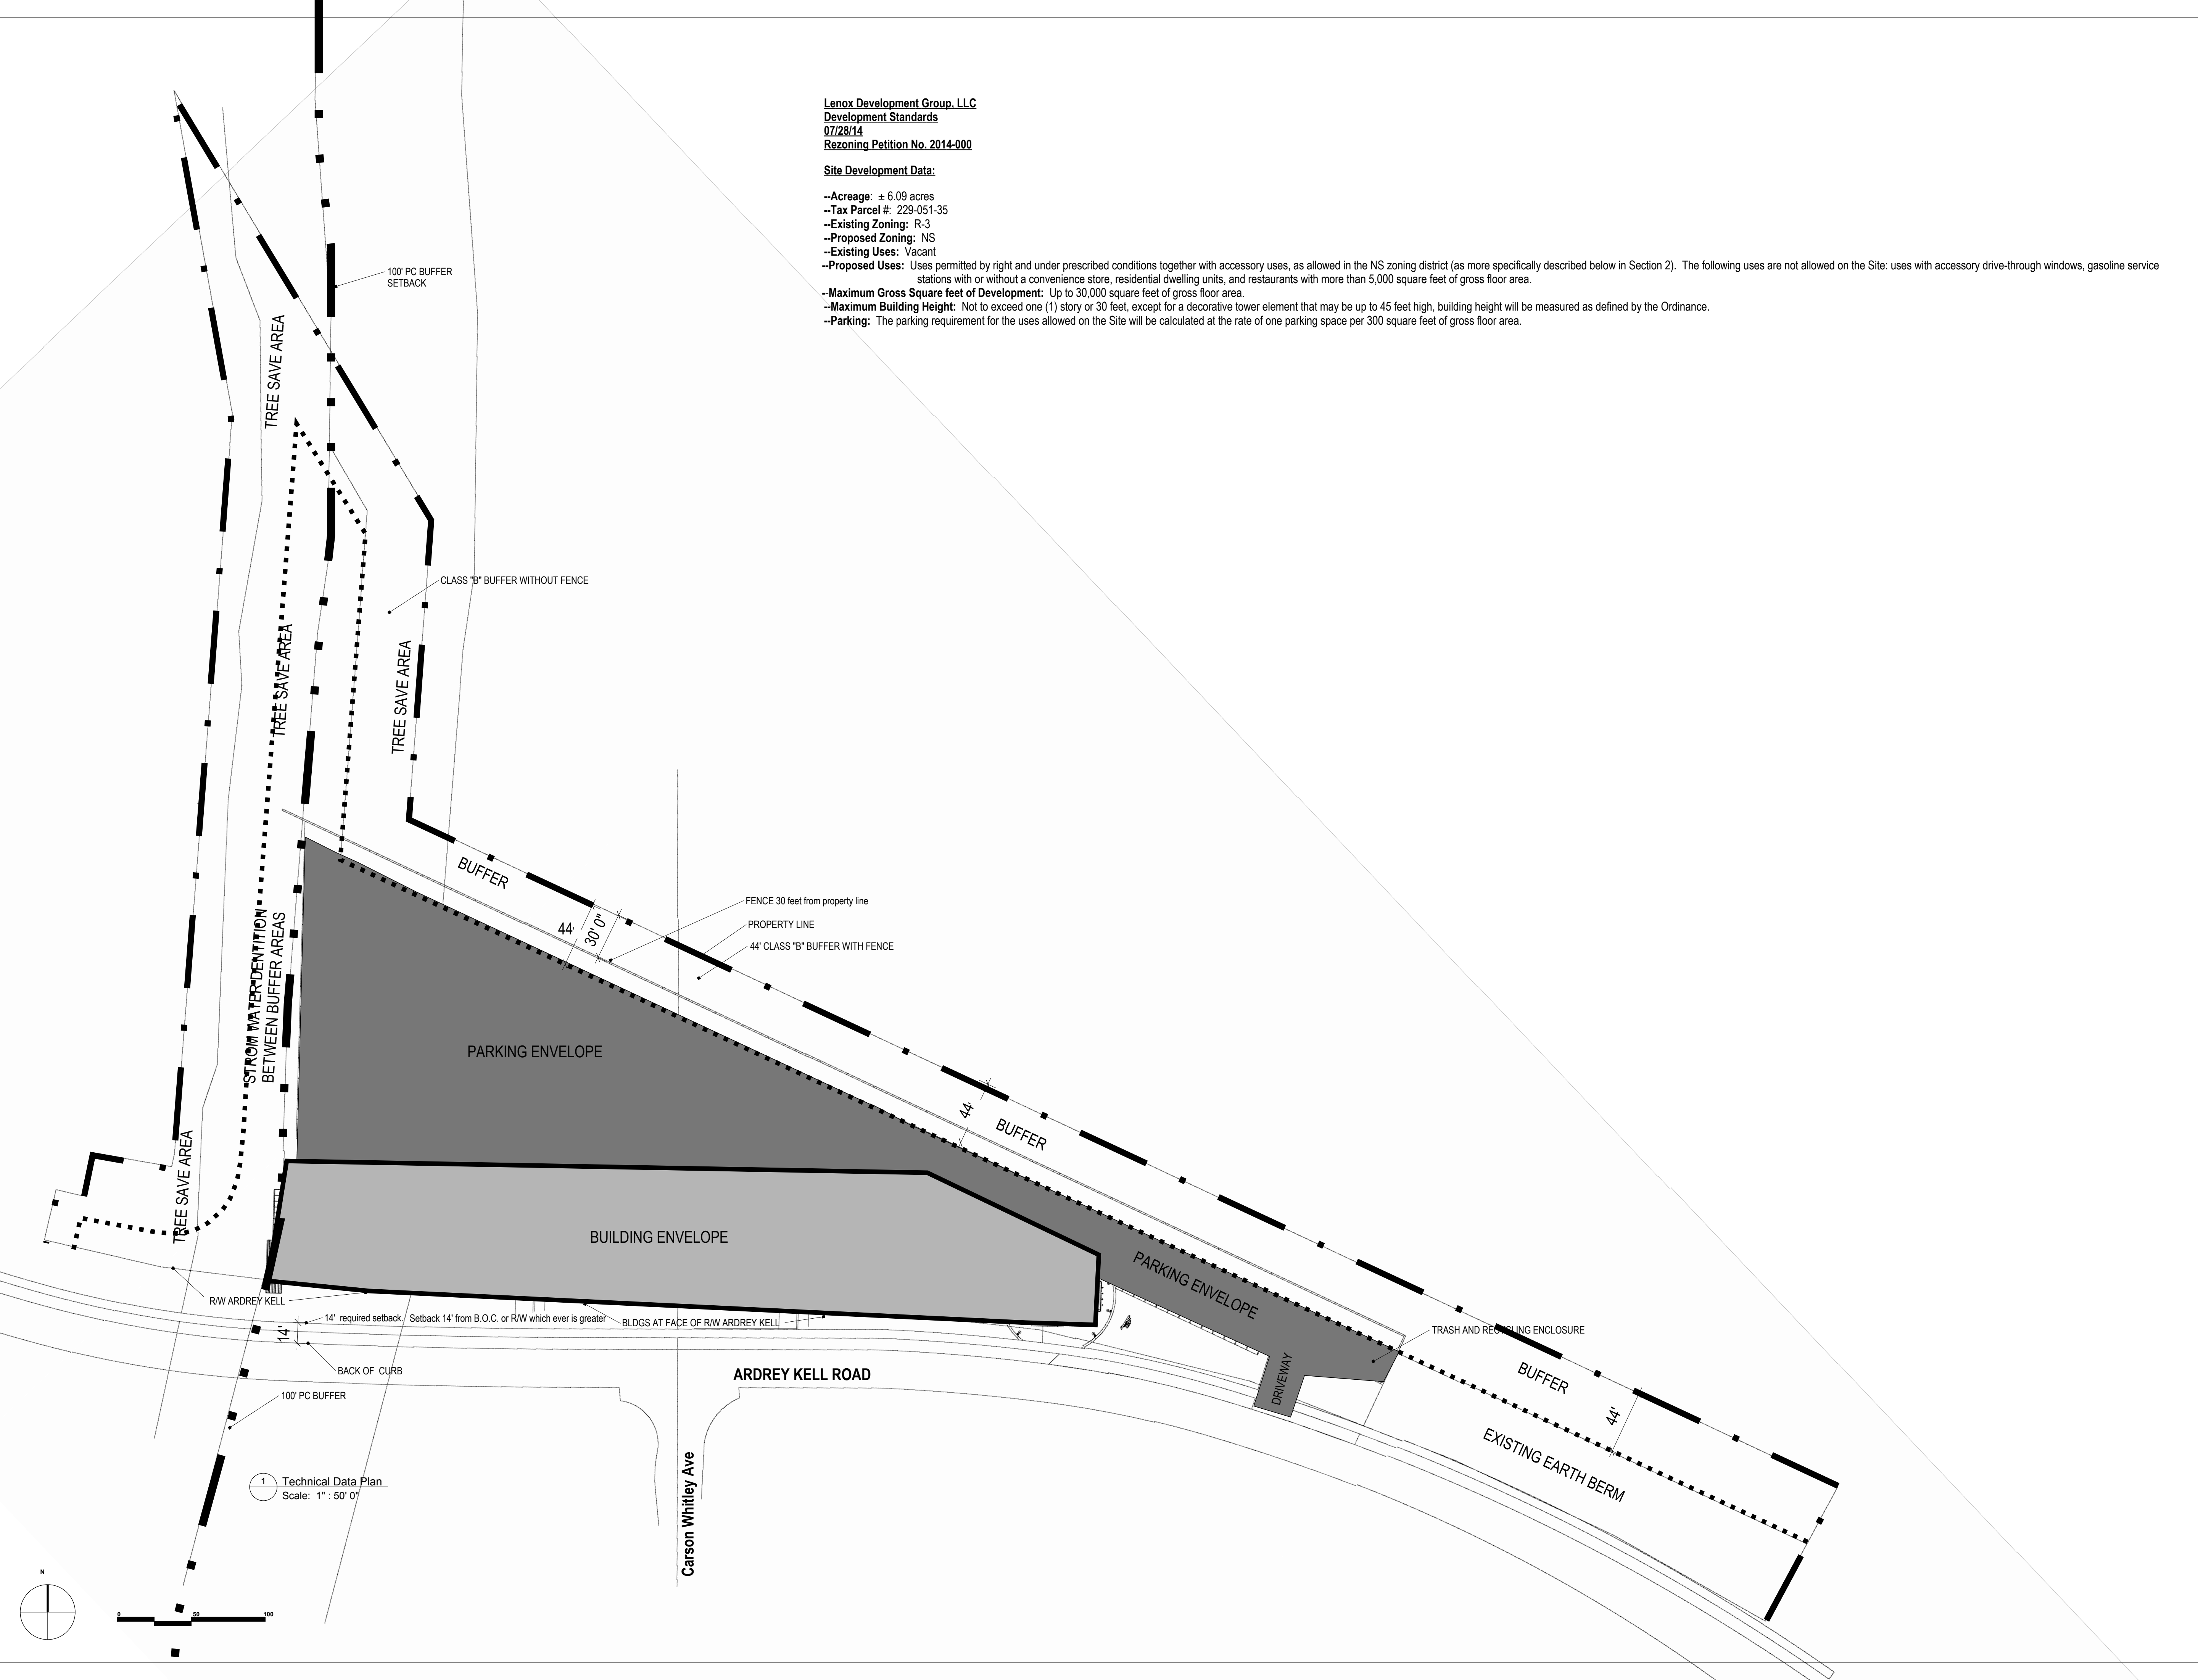 Lenox Development Group, LLC
Development Standards
07/28/14
Rezoning Petition No. 2014-000
Site Development Data:
--Acreage:  ± 6.09 acres
--Tax Parcel #:  229-051-35
--Existing Zoning:  R-3
--Proposed Zoning:  NS
--Existing Uses:  Vacant
--Proposed Uses:  Uses permitted by right and under prescribed conditions together with accessory uses, as allowed in the NS zoning district (as more specifically described below in Section 2).  The following uses are not allowed on the Site: uses with accessory drive-through windows, gasoline service
stations with or without a convenience store, residential dwelling units, and restaurants with more than 5,000 square feet of gross floor area.
--Maximum Gross Square feet of Development:  Up to 30,000 square feet of gross floor area.
--Maximum Building Height:  Not to exceed one (1) story or 30 feet, except for a decorative tower element that may be up to 45 feet high, building height will be measured as defined by the Ordinance.
--Parking:  The parking requirement for the uses allowed on the Site will be calculated at the rate of one parking space per 300 square feet of gross floor area.
100' PC BUFFER
SETBACK
TREE SAVE AREA
CLASS "B" BUFFER WITHOUT FENCE
TREE SAVE AREA
TREE SAVE AREA
BUFFER
FENCE 30 feet from property line
PROPERTY LINE
44' CLASS "B" BUFFER WITH FENCE
44'
30' 0"
STROM WATER DENTITION
BETWEEN BUFFER AREAS
PARKING ENVELOPE
44'
BUFFER
TREE SAVE AREA
BUILDING ENVELOPE
PARKING ENVELOPE
R/W ARDREY KELL
14'  required setback.  Setback 14' from B.O.C. or R/W which ever is greater
BLDGS AT FACE OF R/W ARDREY KELL
14'
TRASH AND RECYCLING ENCLOSURE
BACK OF  CURB
ARDREY KELL ROAD
DRIVEWAY
BUFFER
100' PC BUFFER
44'
EXISTING EARTH BERM
Carson Whitley Ave
1
Technical Data Plan
Scale:  1" : 50' 0"
N
0
50
100